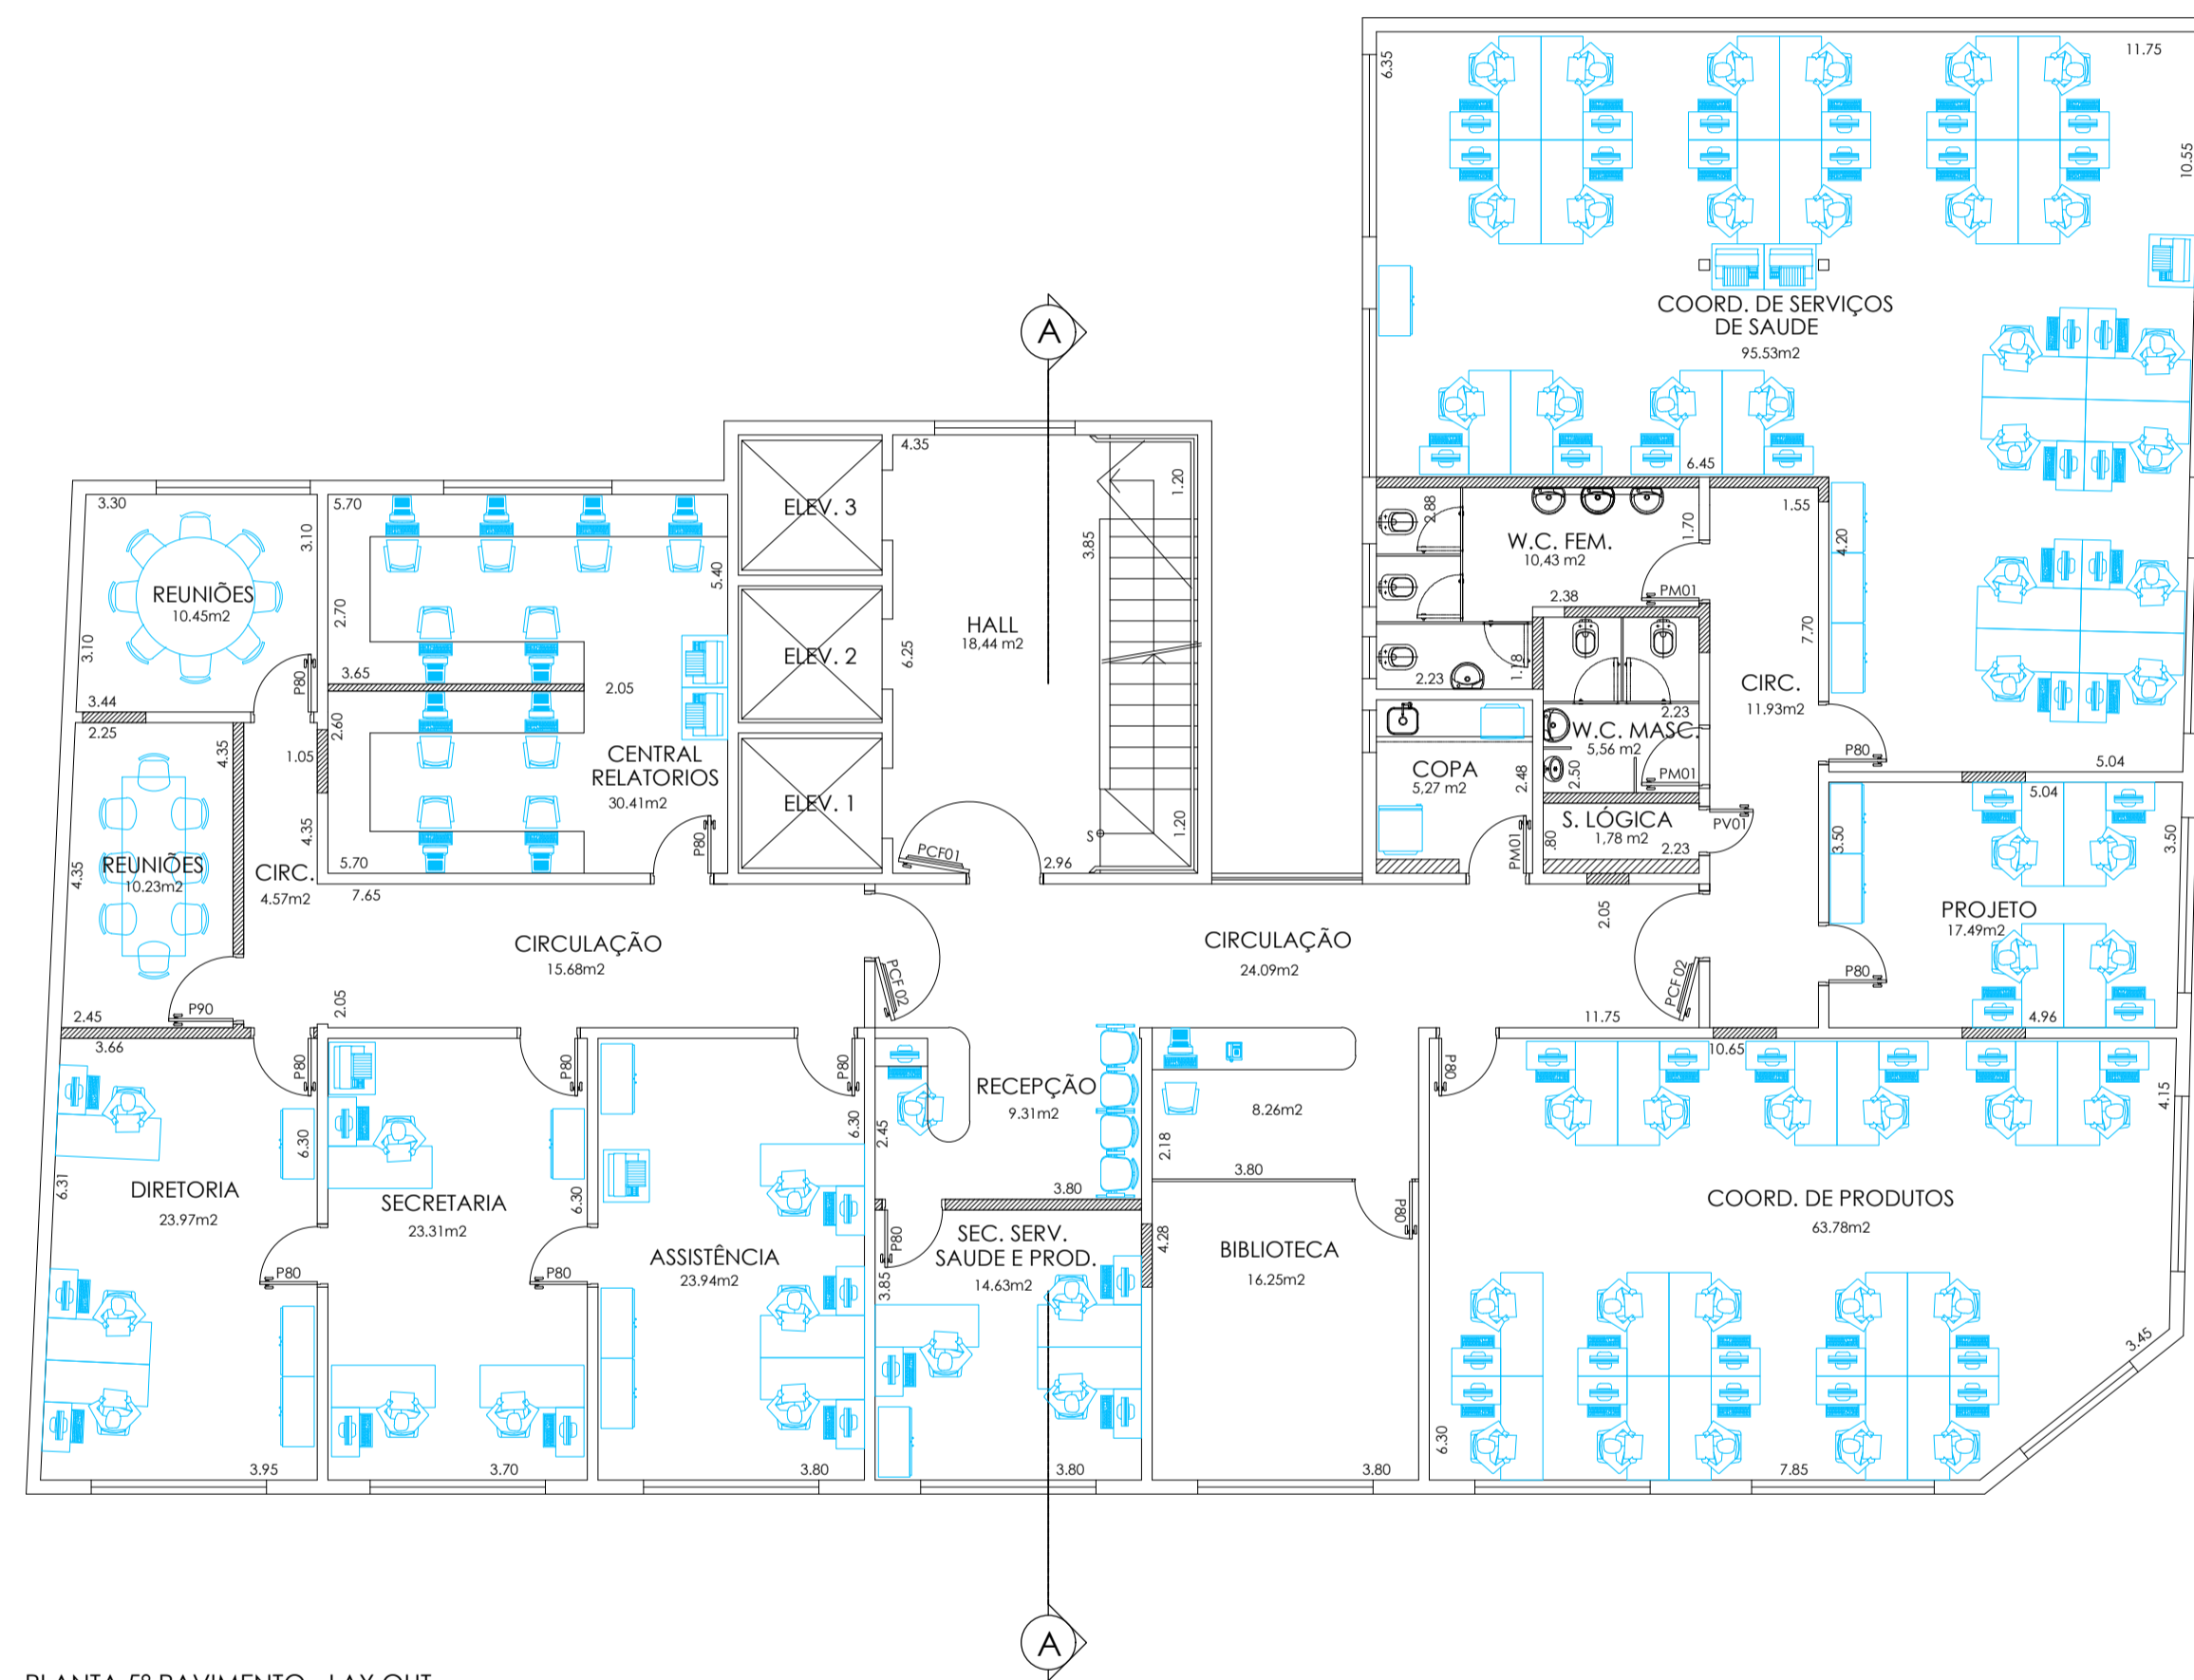 11.75
6.35
10.55
COORD. DE SERVIÇOS
DE SAUDE
95.53m2
A
6.45
4.35
1.20
3.85
ELEV. 3
HALL
18,44 m2
6.25
ELEV. 2
ELEV. 1
1.20
S
PCF01
2.96
3.30
3.10
REUNIÕES
10.45m2
3.10
3.44
P80
5.70
5.40
2.70
3.65
2.05
2.60
CENTRAL
RELATORIOS
30.41m2
5.70
P80
2.25
4.35
1.05
4.35
REUNIÕES
10.23m2
4.35
CIRC.
4.57m2
2.45
P90
7.65
CIRCULAÇÃO
15.68m2
2.05
PCF 02
2.88
W.C. FEM.
10,43 m2
1.70
1.55
4.20
2.38
PM01
7.70
2.23
1.18
CIRC.
11.93m2
2.23
W.C. MASC.
5,56 m2
2.50
PM01
COPA
5,27 m2
2.48
S. LÓGICA
1,78 m2
.80
2.23
PV01
PM01
P80
5.04
5.04
3.50
3.50
PROJETO
17.49m2
P80
4.96
CIRCULAÇÃO
24.09m2
2.05
PCF 02
11.75
3.66
P80
6.30
6.31
DIRETORIA
23.97m2
P80
3.95
P80
SECRETARIA
23.31m2
6.30
P80
3.70
P80
6.30
ASSISTÊNCIA
23.94m2
3.80
RECEPÇÃO
9.31m2
2.45
3.80
P80
SEC. SERV.
SAUDE E PROD.
14.63m2
3.85
3.80
8.26m2
2.18
3.80
P80
4.28
BIBLIOTECA
16.25m2
3.80
P80
10.65
4.15
COORD. DE PRODUTOS
63.78m2
3.45
6.30
7.85
A
PLANTA 5º PAVIMENTO - LAY OUT